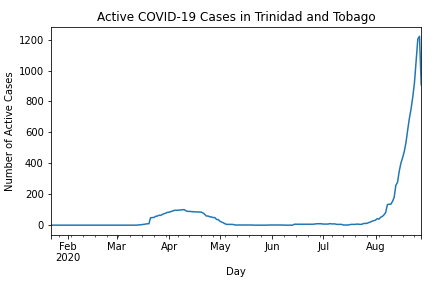 Active COVID-19 Cases in Trinidad and Tobago
Number of Active Cases
1200
1000
800
600
400
200
0
Feb Mar Apr May Jun Jul Aug
2020
Day